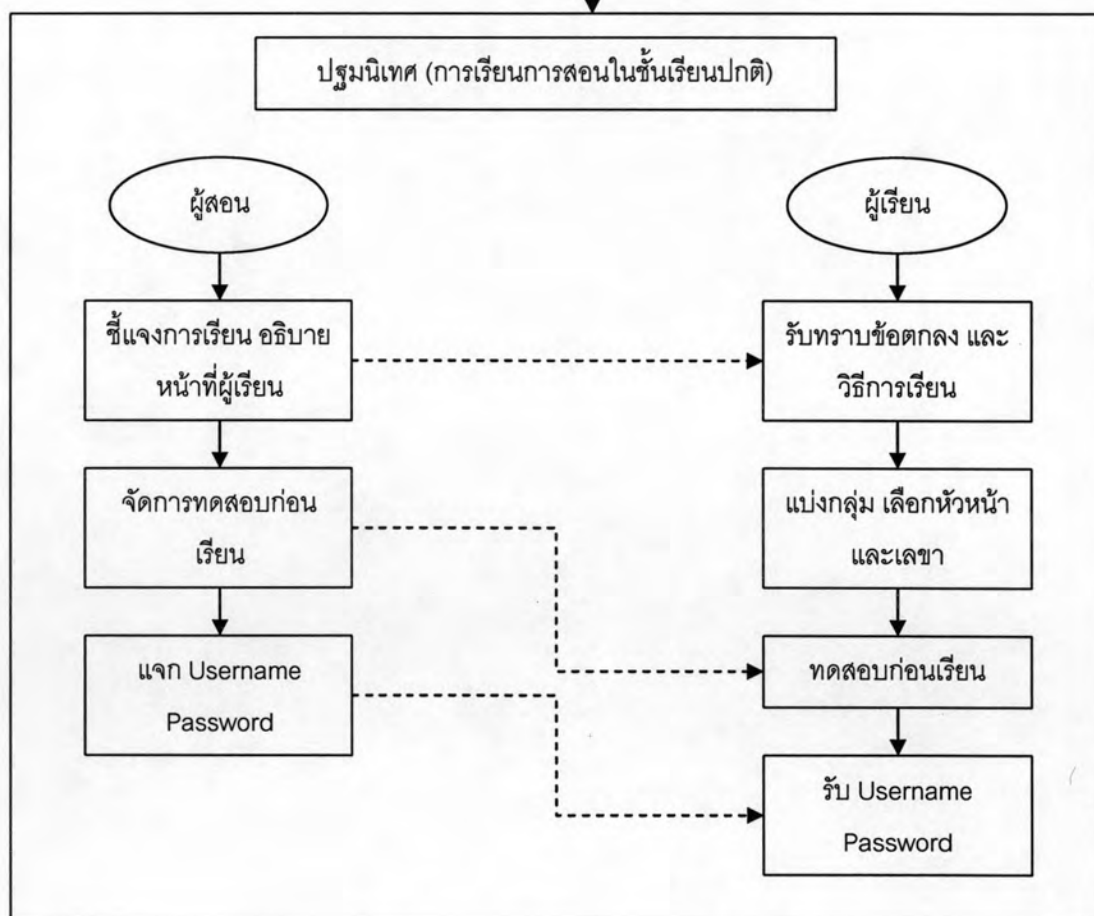 ปฐมนิเทศ (การเรียนการสอนในชั้นเรียนปกติ)
ผู้สอน
ชี้แจงการเรียน อธิบาย
หน้าที่ผู้เรียน
จัดการทดสอบก่อน
เรียน
แจก Username
Password
ผู้เรียน
รับทราบข้อตกลง และ
วิธีการเรียน
แบ่งกลุ่ม เลือกหัวหน้า
และเลขา
ทดสอบก่อนเรียน
รับ Username
Password